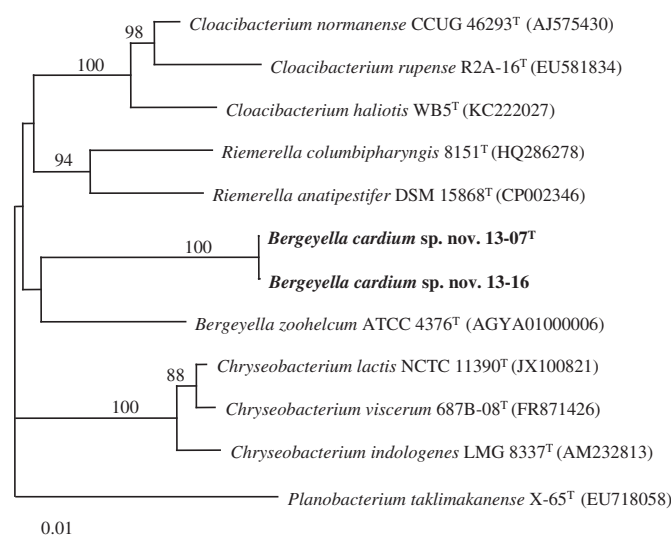 98
Cloacibacterium normanense CCUG 46293ᵀ (AJ575430)
100
Cloacibacterium rupense R2A-16ᵀ (EU581834)
Cloacibacterium haliotis WB5ᵀ (KC222027)
Riemerella columbipharyngis 8151ᵀ (HQ286278)
94
Riemerella anatipestifer DSM 15868ᵀ (CP002346)
Bergeyella cardium sp. nov. 13-07ᵀ
100
Bergeyella cardium sp. nov. 13-16
Bergeyella zoohelcum ATCC 4376ᵀ (AGYA01000006)
Chryseobacterium lactis NCTC 11390ᵀ (JX100821)
88
Chryseobacterium viscerum 687B-08ᵀ (FR871426)
100
Chryseobacterium indologenes LMG 8337ᵀ (AM232813)
Planobacterium taklimakanense X-65ᵀ (EU718058)
0.01